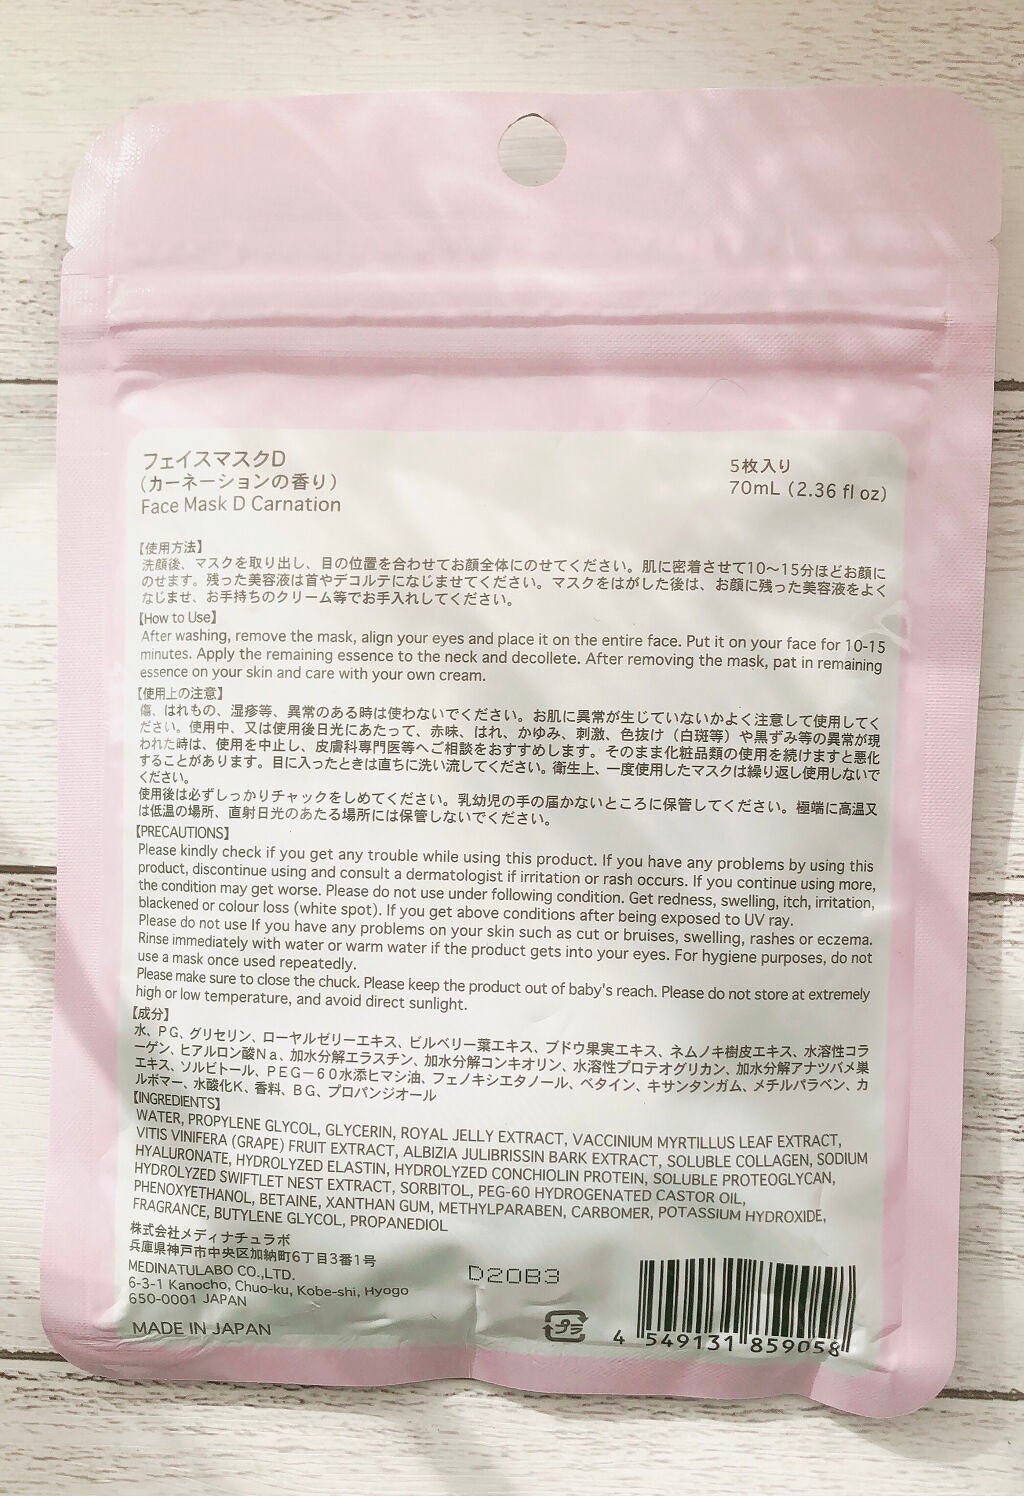 フェイスマスクD
(カーネーションの香り)
Face Mask D Carnation
5枚入り
70mL (2.36 fl oz)
【使用方法】
洗顔後、マスクを取り出し、目の位置を合わせてお顔全体にのせてください。肌に密着させて10〜15分ほどお顔に
のせます。残った美容液は首やデコルテになじませてください。マスクをはがした後は、お顔に残った美容液をよく
なじませ、お手持ちのクリーム等でお手入れしてください。
【How to Use】
After washing, remove the mask, align your eyes and place it on the entire face. Put it on your face for 10-15
minutes. Apply the remaining essence to the neck and decollete. After removing the mask, pat in remaining
essence on your skin and care with your own cream.
【使用上の注意】
傷、はれもの、湿疹等、異常のある時は使わないでください。お肌に異常が生じていないかよく注意して使用してく
ださい。使用中、又は使用後日光にあたって、赤味、はれ、かゆみ、刺激、色抜け(白斑等)や黒ずみ等の異常が現
われた時は、使用を中止し、皮膚科専門医等へご相談をおすすめします。そのまま化粧品類の使用を続けますと悪化
することがあります。目に入ったときは直ちに洗い流してください。衛生上、一度使用したマスクは繰り返し使用しないで
ください。
使用後は必ずしっかりチャックをしめてください。乳幼児の手の届かないところに保管してください。極端に高温又
は低温の場所、直射日光のあたる場所には保管しないでください。
【PRECAUTIONS】
Please kindly check if you get any trouble while using this product. If you have any problems by using this
product, discontinue using and consult a dermatologist if irritation or rash occurs. If you continue using more,
the condition may get worse. Please do not use under following condition. Get redness, swelling, itch, irritation,
blackened or colour loss (white spot). If you get above conditions after being exposed to UV ray.
Please do not use If you have any problems on your skin such as cut or bruises, swelling, rashes or eczema.
Rinse immediately with water or warm water if the product gets into your eyes. For hygiene purposes, do not
use a mask once used repeatedly.
Please make sure to close the chuck. Please keep the product out of baby's reach. Please do not store at extremely
high or low temperature, and avoid direct sunlight.
【成分】
水、PG、グリセリン、ローヤルゼリーエキス、ビルベリー葉エキス、ブドウ果実エキス、ネムノキ樹皮エキス、水溶性コラ
ーゲン、ヒアルロン酸Na、加水分解エラスチン、加水分解コンキオリン、水溶性プロテオグリカン、加水分解アナツバメ巣
エキス、ソルビトール、PEG－60水添ヒマシ油、フェノキシエタノール、ベタイン、キサンタンガム、メチルパラベン、カ
ルボマー、水酸化K、香料、BG、プロパンジオール
【INGREDIENTS】
WATER, PROPYLENE GLYCOL, GLYCERIN, ROYAL JELLY EXTRACT, VACCINIUM MYRTILLUS LEAF EXTRACT,
VITIS VINIFERA (GRAPE) FRUIT EXTRACT, ALBIZIA JULIBRISSIN BARK EXTRACT, SOLUBLE COLLAGEN, SODIUM
HYALURONATE, HYDROLYZED ELASTIN, HYDROLYZED CONCHIOLIN PROTEIN, SOLUBLE PROTEOGLYCAN,
HYDROLYZED SWIFTLET NEST EXTRACT, SORBITOL, PEG-60 HYDROGENATED CASTOR OIL,
PHENOXYETHANOL, BETAINE, XANTHAN GUM, METHYLPARABEN, CARBOMER, POTASSIUM HYDROXIDE,
FRAGRANCE, BUTYLENE GLYCOL, PROPANEDIOL
株式会社メディナチュラボ
兵庫県神戸市中央区加納町6丁目3番1号
MEDINATULABO CO.,LTD.
6-3-1 Kanocho, Chuo-ku, Kobe-shi, Hyogo
650-0001 JAPAN
MADE IN JAPAN
D20B3
プラ
4 549131 859058